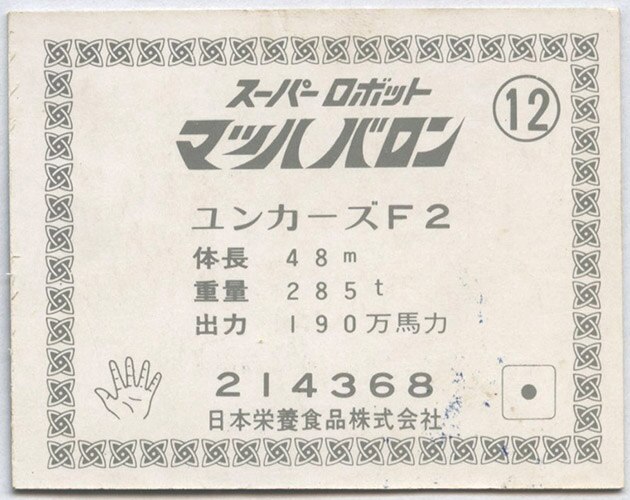 スーパーロボット
マッハバロン
⑫
ユンカーズF2
体長 48m
重量 285t
出力 190万馬力
214368
日本栄養食品株式会社